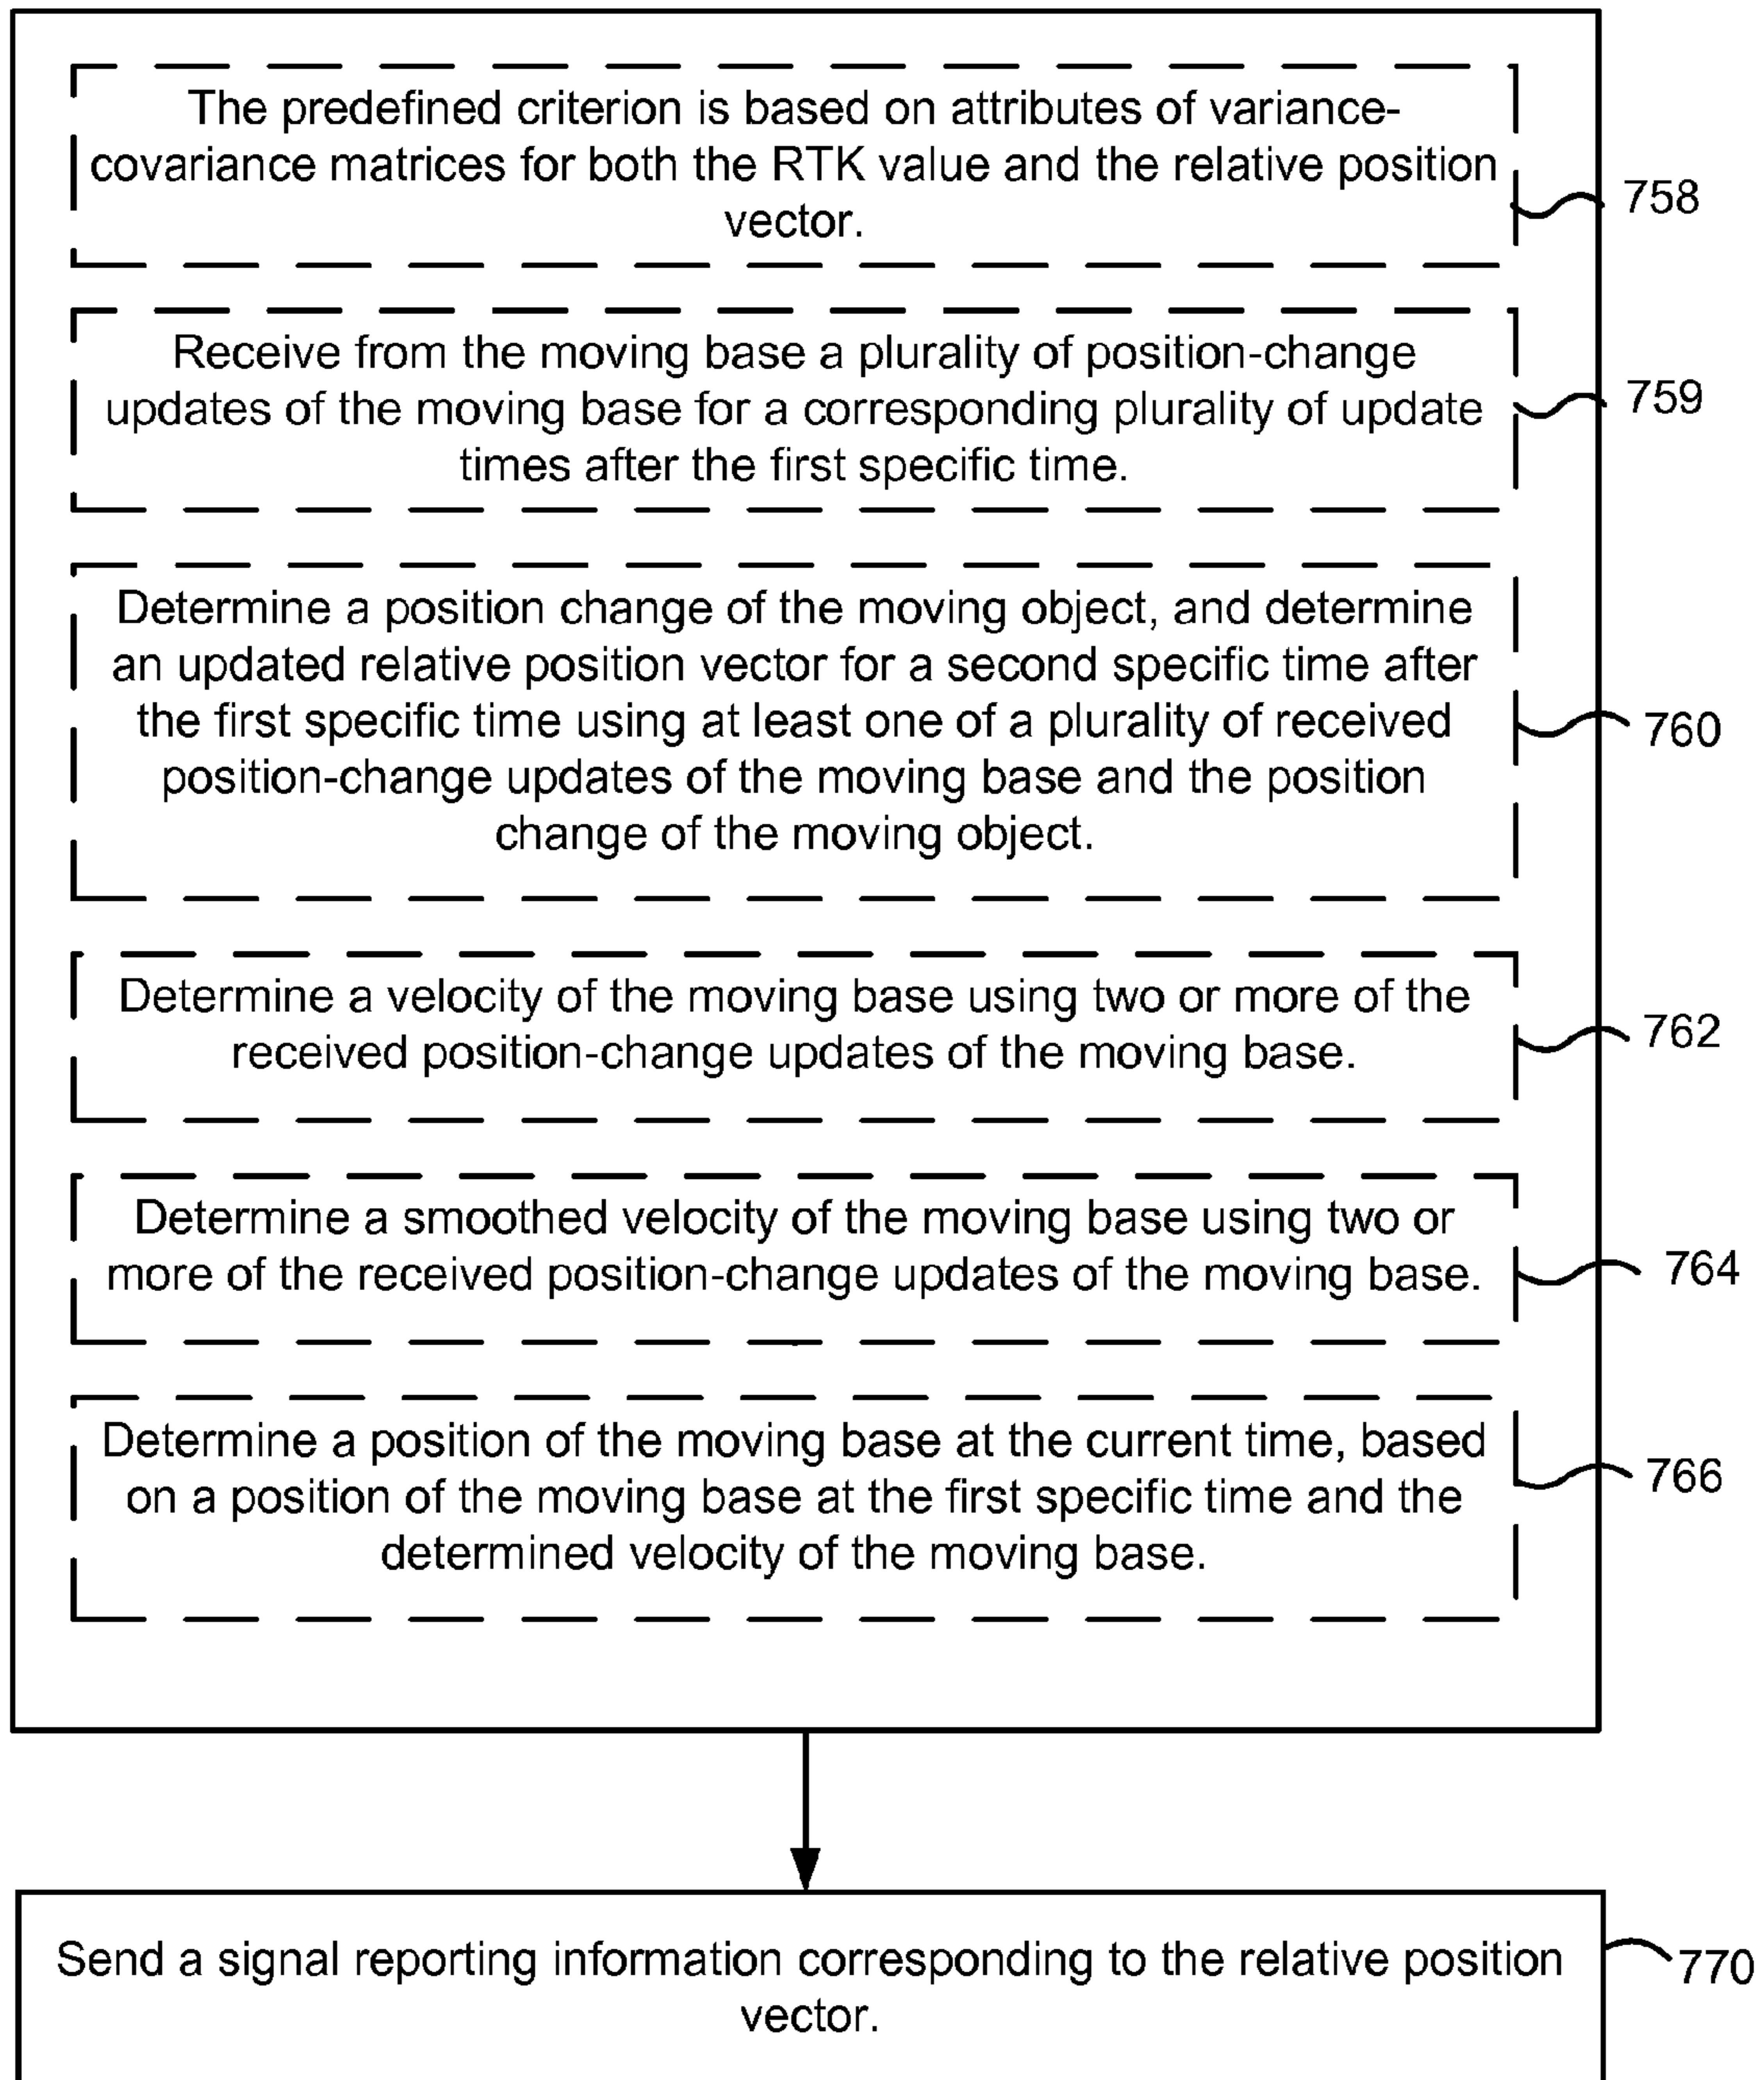 The predefined criterion is based on attributes of variance-
covariance matrices for both the RTK value and the relative position
vector.
758
Receive from the moving base a plurality of position-change
updates of the moving base for a corresponding plurality of update
times after the first specific time.
759
Determine a position change of the moving object, and determine
an updated relative position vector for a second specific time after
the first specific time using at least one of a plurality of received
position-change updates of the moving base and the position
change of the moving object.
760
Determine a velocity of the moving base using two or more of the
received position-change updates of the moving base.
762
Determine a smoothed velocity of the moving base using two or
more of the received position-change updates of the moving base.
764
Determine a position of the moving base at the current time, based
on a position of the moving base at the first specific time and the
determined velocity of the moving base.
766
Send a signal reporting information corresponding to the relative position
vector.
770